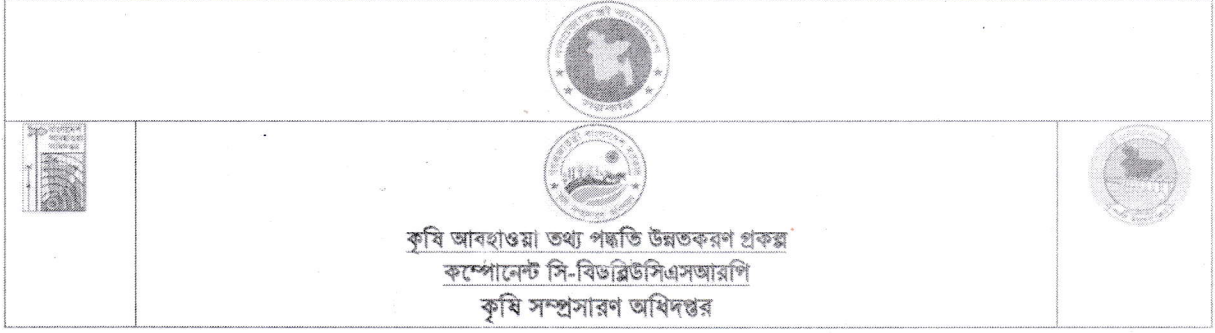 কৃষি আবহাওয়া তথ্য পদ্ধতি উন্নতকরণ প্রকল্প
কম্পোনেন্ট সি-বিডব্লিউসিএসআরপি
কৃষি সম্প্রসারণ অধিদপ্তর